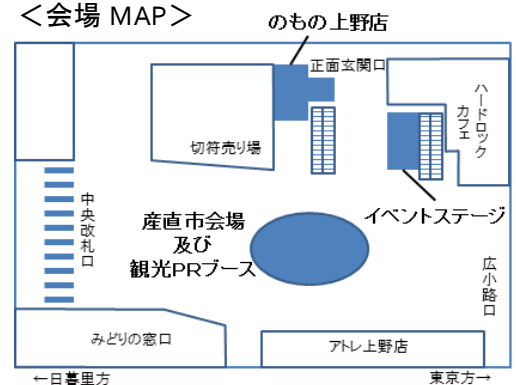 ＜会場 MAP＞
のもの上野店
正面玄関口
ハードロック
カフェ
切符売り場
イベントステージ
中央改札口
産直市会場
及び
観光PRブース
広小路口
みどりの窓口
アトレ上野店
←日暮里方
東京方→